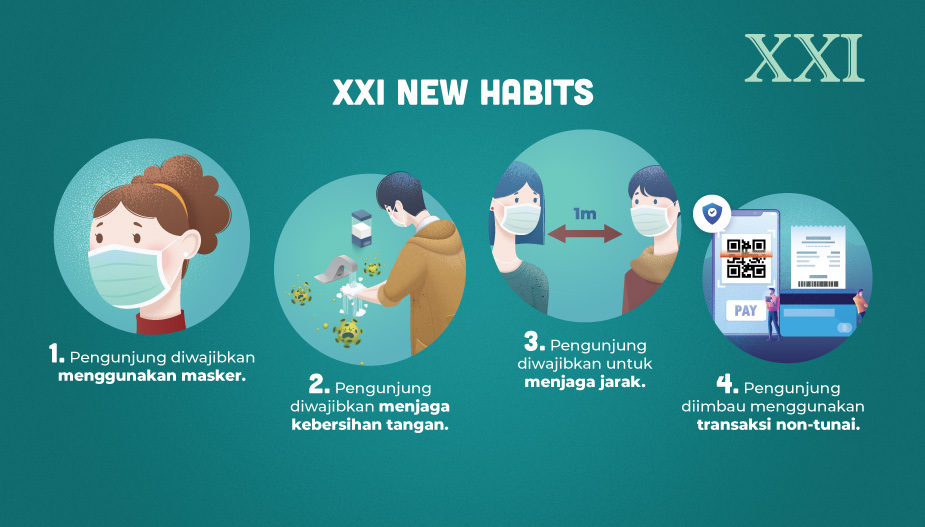 XXI
XXI NEW HABITS
1. Pengunjung diwajibkan
menggunakan masker.
2. Pengunjung
diwajibkan menjaga
kebersihan tangan.
1m
3. Pengunjung
diwajibkan untuk
menjaga jarak.
PAY
4. Pengunjung
diimbau menggunakan
transaksi non-tunai.